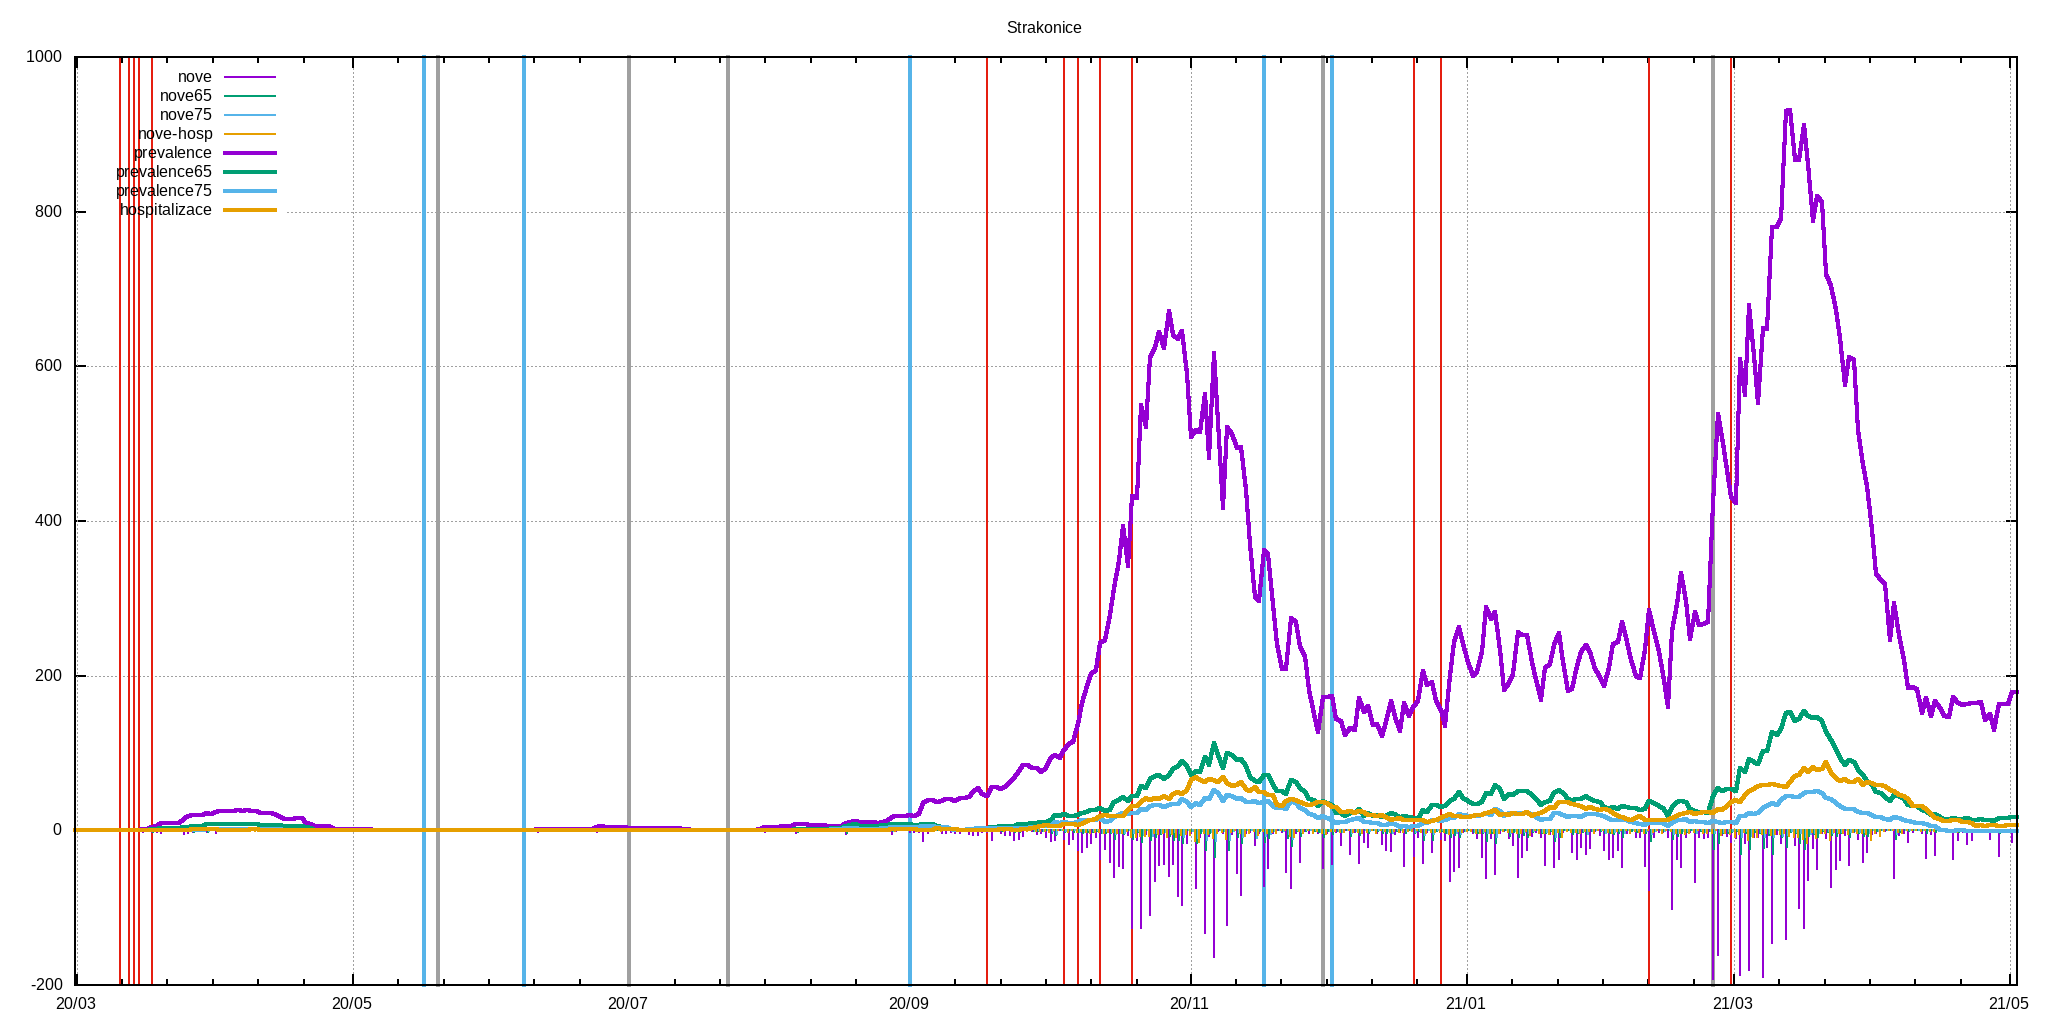 Strakonice
1000
nove
nove65
nove75
nove-hosp
prevalence
prevalence65
prevalence75
hospitalizace
800
600
400
200
0
-200
20/03 20/05 20/07 20/09 20/11 21/01 21/03 21/05